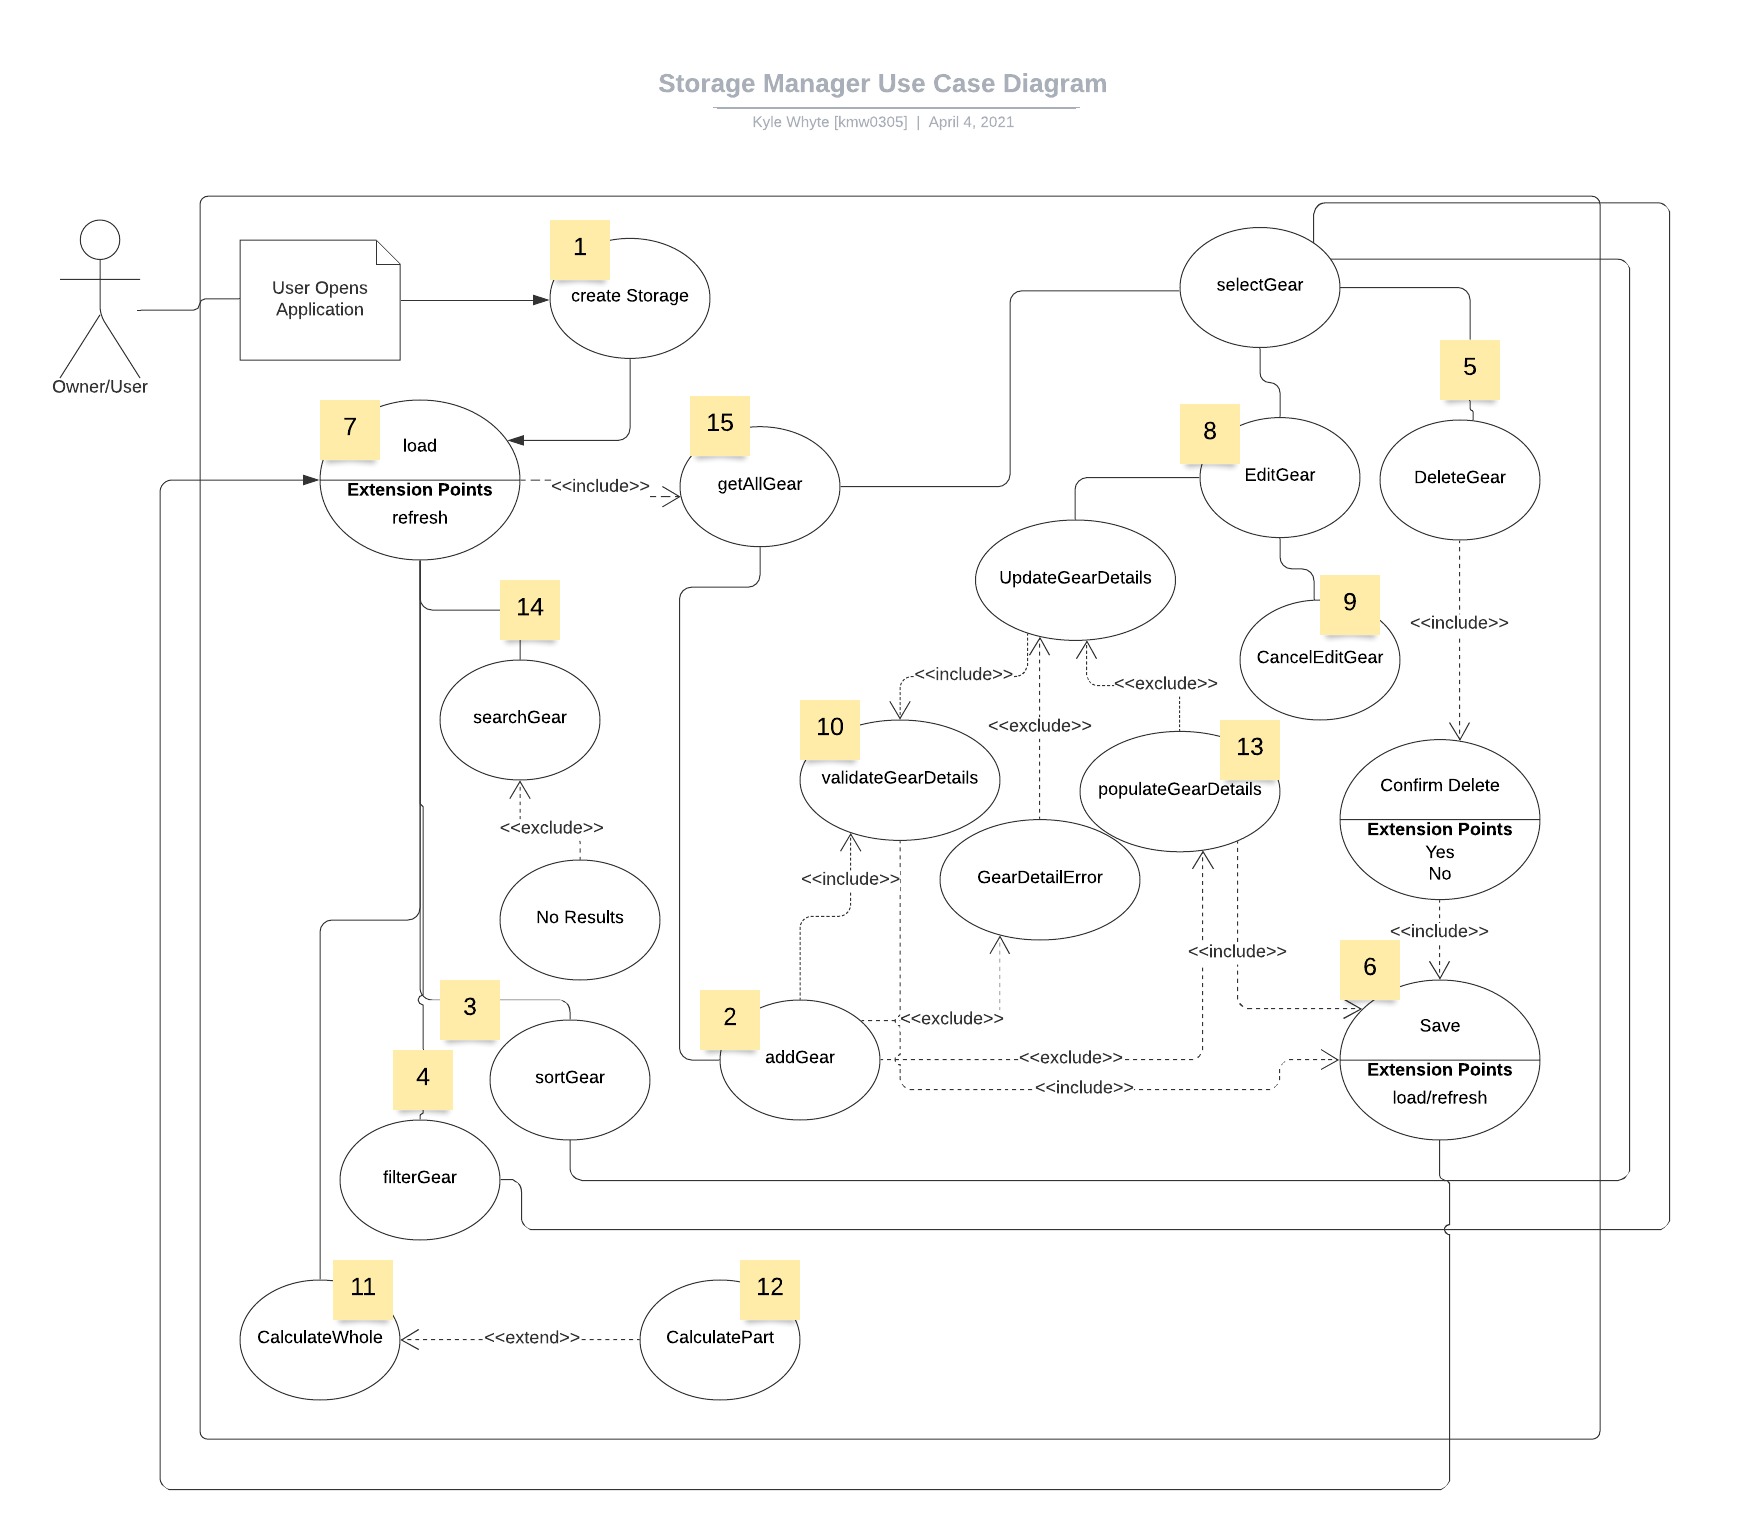 Storage Manager Use Case Diagram
Kyle Whyte [kmw0305] | April 4, 2021
Owner/User
User Opens
Application
1
create Storage
selectGear
5
7
load
Extension Points
refresh
<<include>>
15
getAllGear
8
EditGear
DeleteGear
14
searchGear
<<exclude>>
No Results
UpdateGearDetails
9
CancelEditGear
<<include>>
<<include>>
<<exclude>>
<<exclude>>
10
validateGearDetails
13
populateGearDetails
Confirm Delete
Extension Points
Yes
No
<<include>>
GearDetailError
<<include>>
<<include>>
3
sortGear
4
filterGear
2
addGear
<<exclude>>
<<exclude>>
<<include>>
6
Save
Extension Points
load/refresh
11
CalculateWhole
<<extend>>
12
CalculatePart